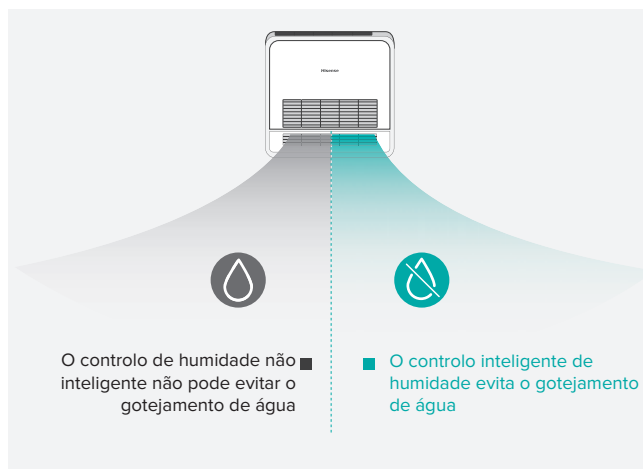 Hisense
O controlo de humidade não
inteligente não pode evitar o
gotejamento de água
O controlo inteligente de
humidade evita o gotejamento
de água